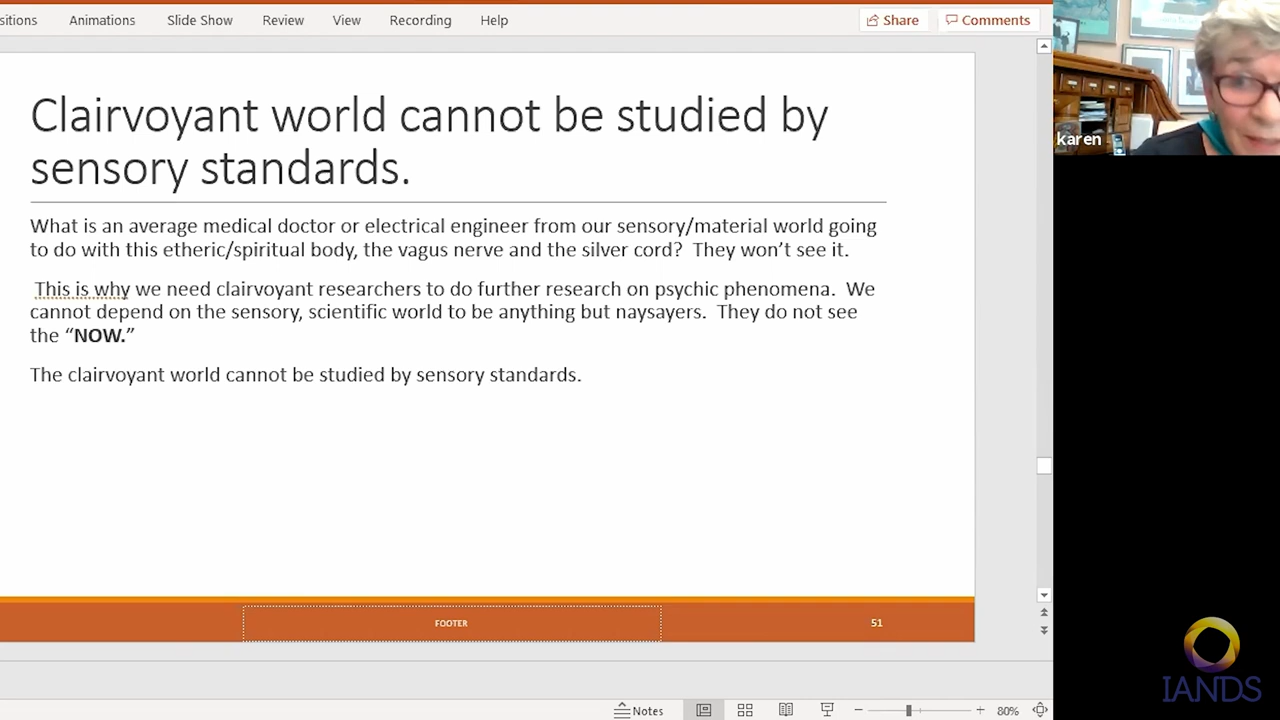 sitions Animations Slide Show Review View Recording Help Share Comments
Clairvoyant world cannot be studied by
sensory standards.
karen
What is an average medical doctor or electrical engineer from our sensory/material world going
to do with this etheric/spiritual body, the vagus nerve and the silver cord? They won’t see it.
This is why we need clairvoyant researchers to do further research on psychic phenomena. We
cannot depend on the sensory, scientific world to be anything but naysayers. They do not see
the “NOW.”
The clairvoyant world cannot be studied by sensory standards.
FOOTER 51
IANDS
Notes 80%